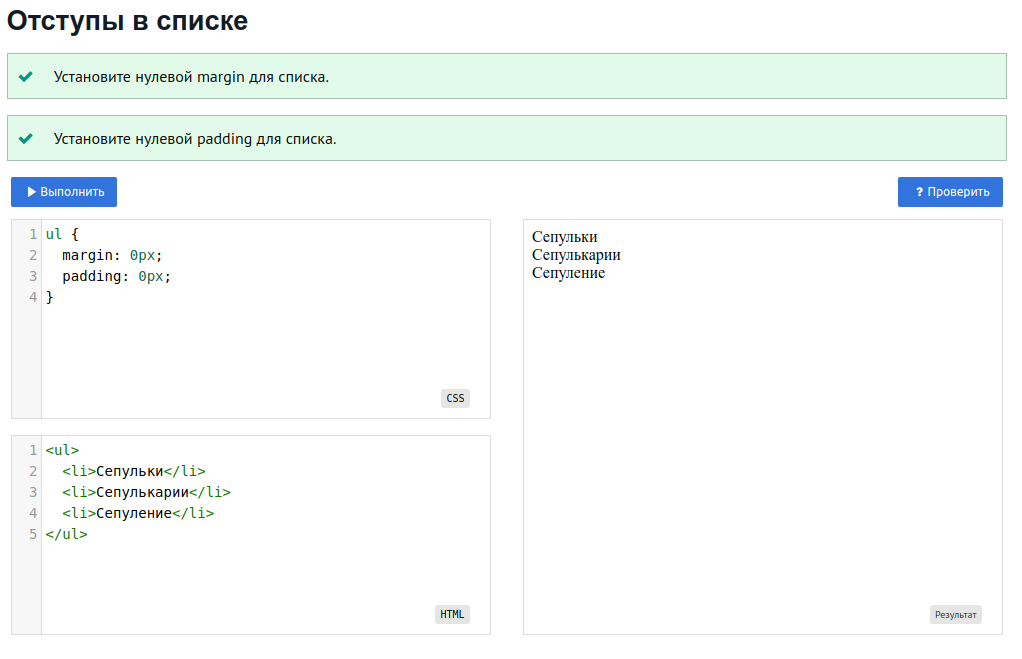 Отступы в списке
Установите нулевой margin для списка.
Установите нулевой padding для списка.
Выполнить
? Проверить
1 ul {
2   margin: 0px;
3   padding: 0px;
4 }
CSS
1 <ul>
2   <li>Сепульки</li>
3   <li>Сепулькарии</li>
4   <li>Сепуление</li>
5 </ul>
HTML
Сепульки
Сепулькарии
Сепуление
Результат